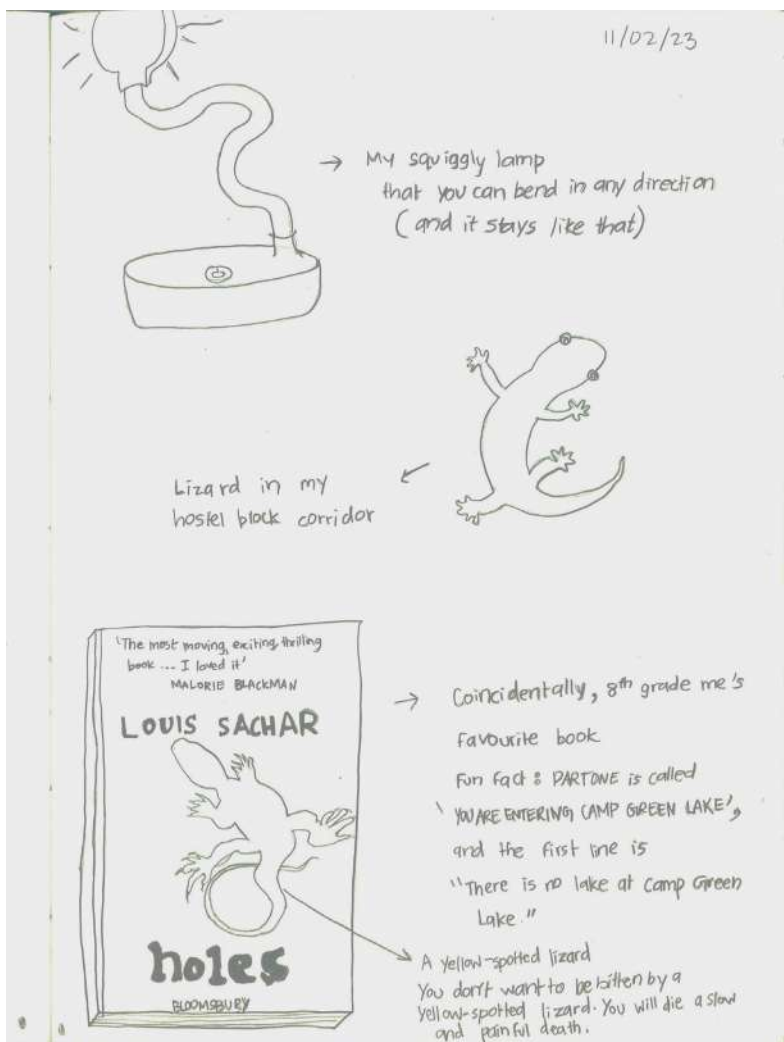 11/02/23
→ My squiggly lamp
that you can bend in any direction
(and it stays like that)
Lizard in my
hostel block corridor
'The most moving, exciting, thrilling
book ... I loved it'
MALORIE BLACKMAN
LOUIS SACHAR
holes
BLOOMSBURY
→ Coincidentally, 8th grade me's
favourite book
Fun fact : PART ONE is called
'YOU ARE ENTERING CAMP GREEN LAKE',
and the first line is
"There is no lake at Camp Green
Lake."
A yellow-spotted lizard
You don't want to be bitten by a
yellow-spotted lizard. You will die a slow
and painful death.